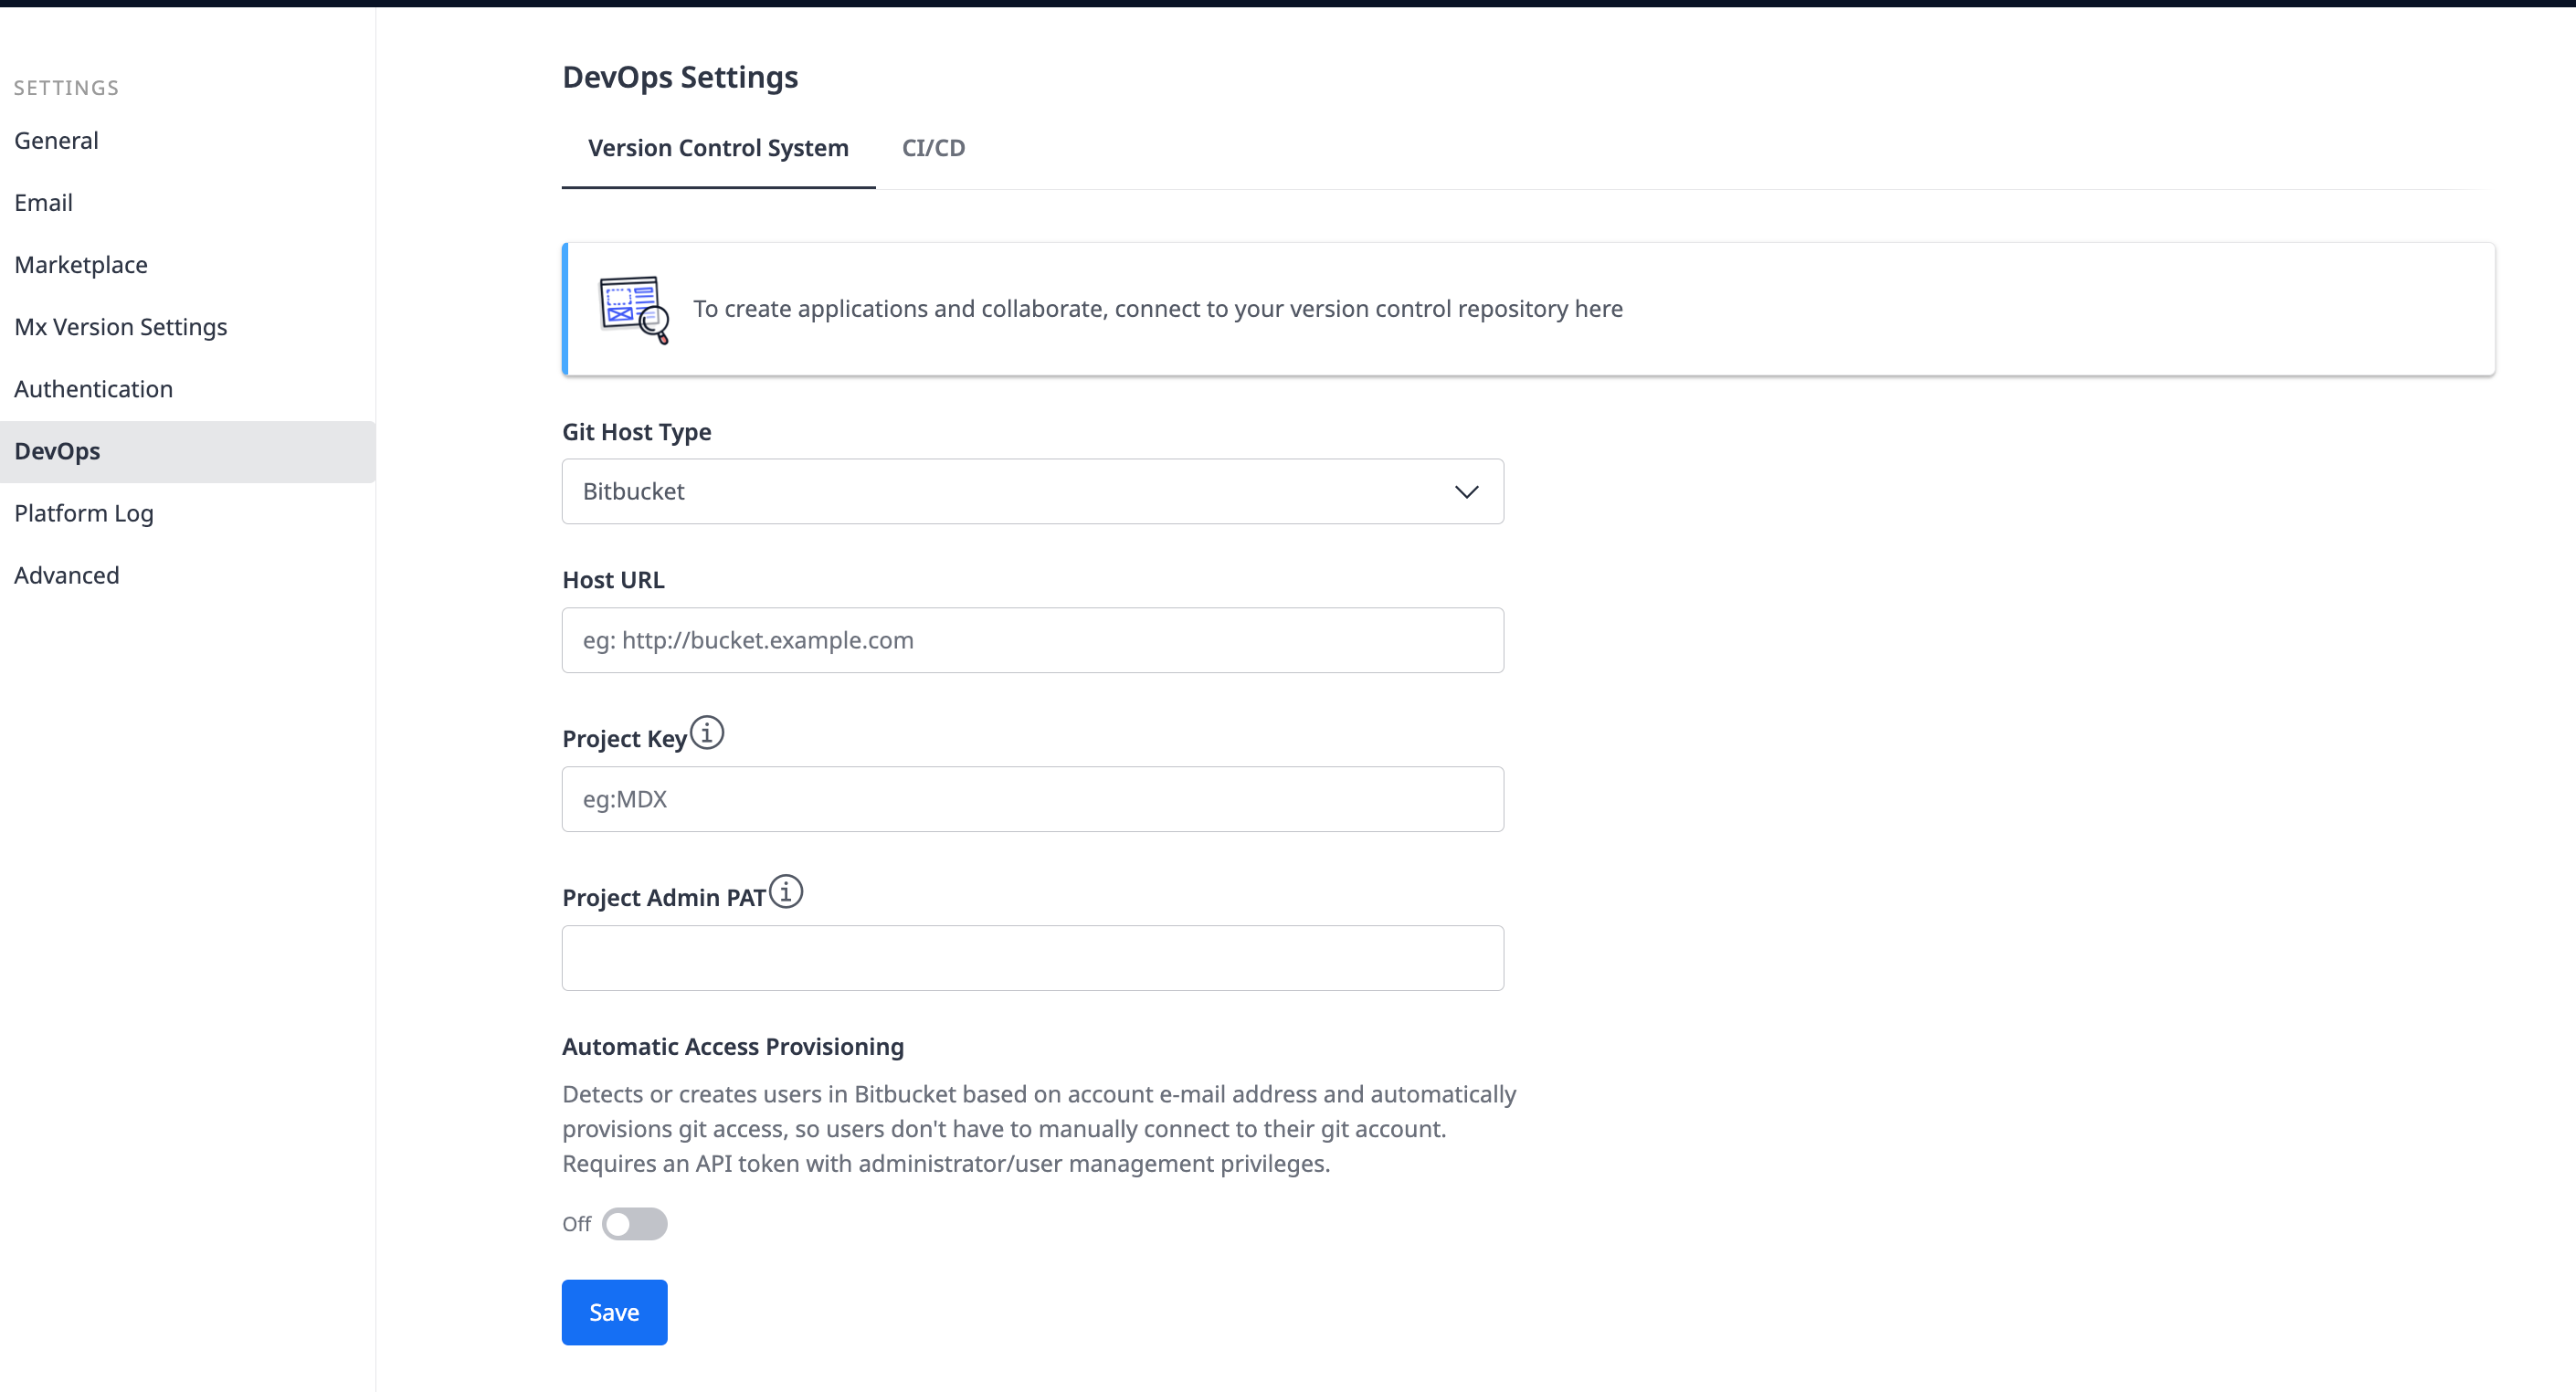 SETTINGS
General
Email
Marketplace
Mx Version Settings
Authentication
DevOps
Platform Log
Advanced
DevOps Settings
Version Control System
CI/CD
To create applications and collaborate, connect to your version control repository here
Git Host Type
Bitbucket
Host URL
eg: http://bucket.example.com
Project Key
eg:MDX
Project Admin PAT
Automatic Access Provisioning
Detects or creates users in Bitbucket based on account e-mail address and automatically
provisions git access, so users don't have to manually connect to their git account.
Requires an API token with administrator/user management privileges.
Off
Save